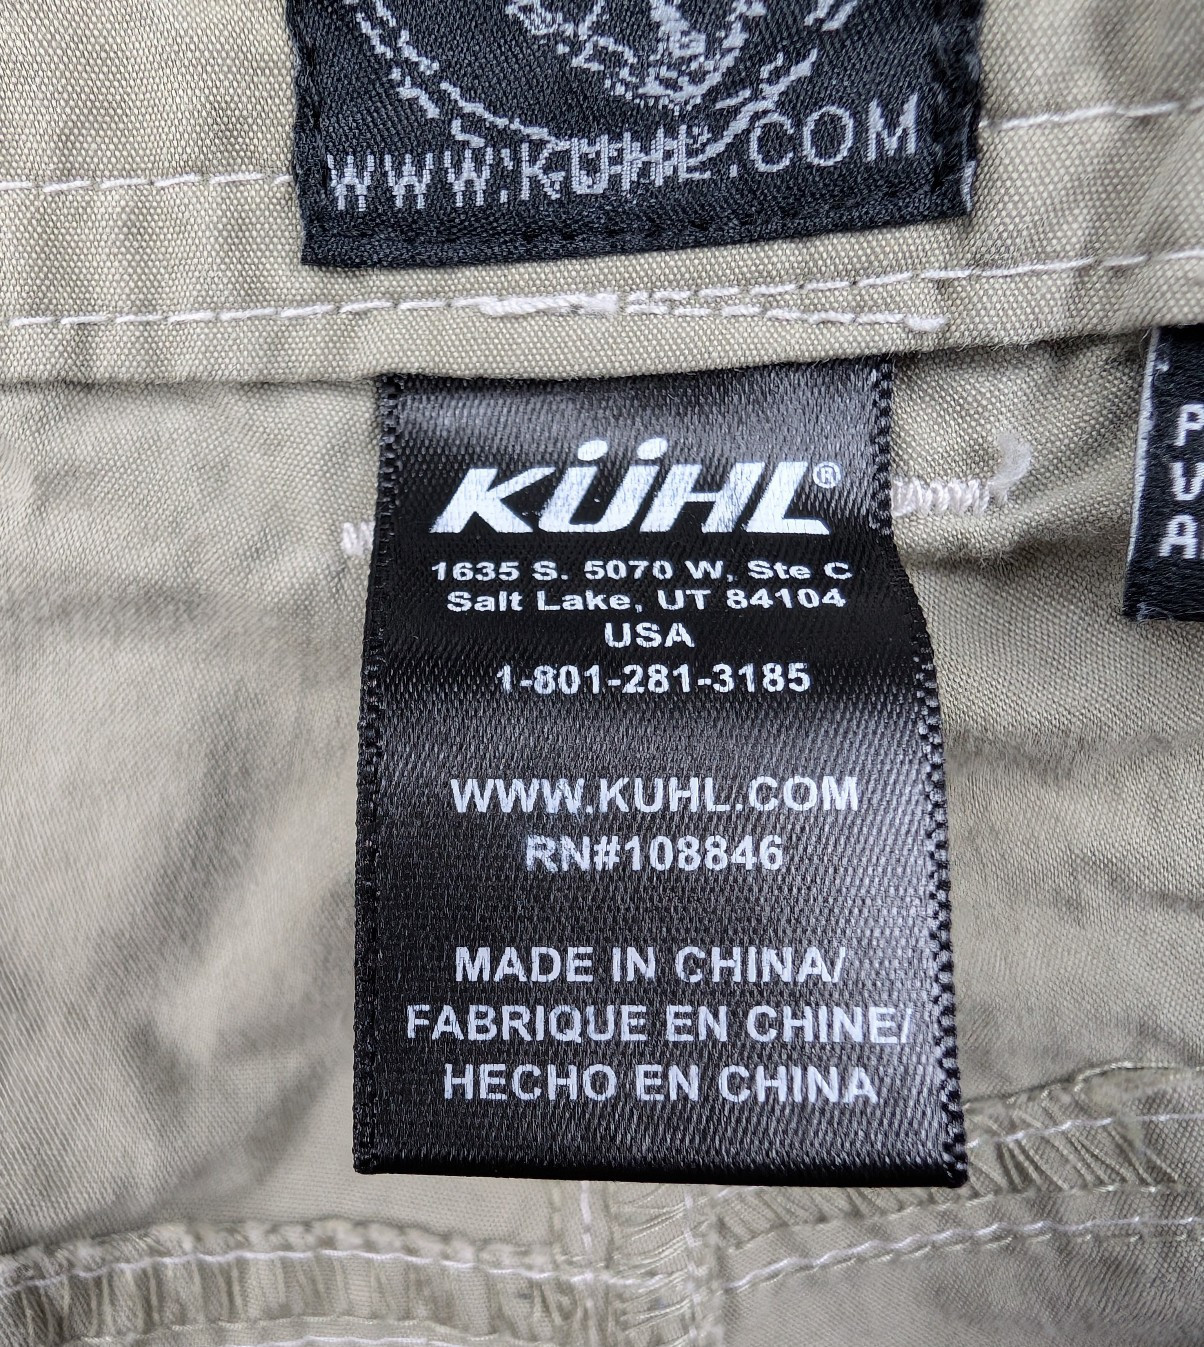 WWW.KUHL.COM
KÜHL®
1635 S. 5070 W, Ste C
Salt Lake, UT 84104
USA
1-801-281-3185
WWW.KUHL.COM
RN#108846
MADE IN CHINA/
FABRIQUE EN CHINE/
HECHO EN CHINA